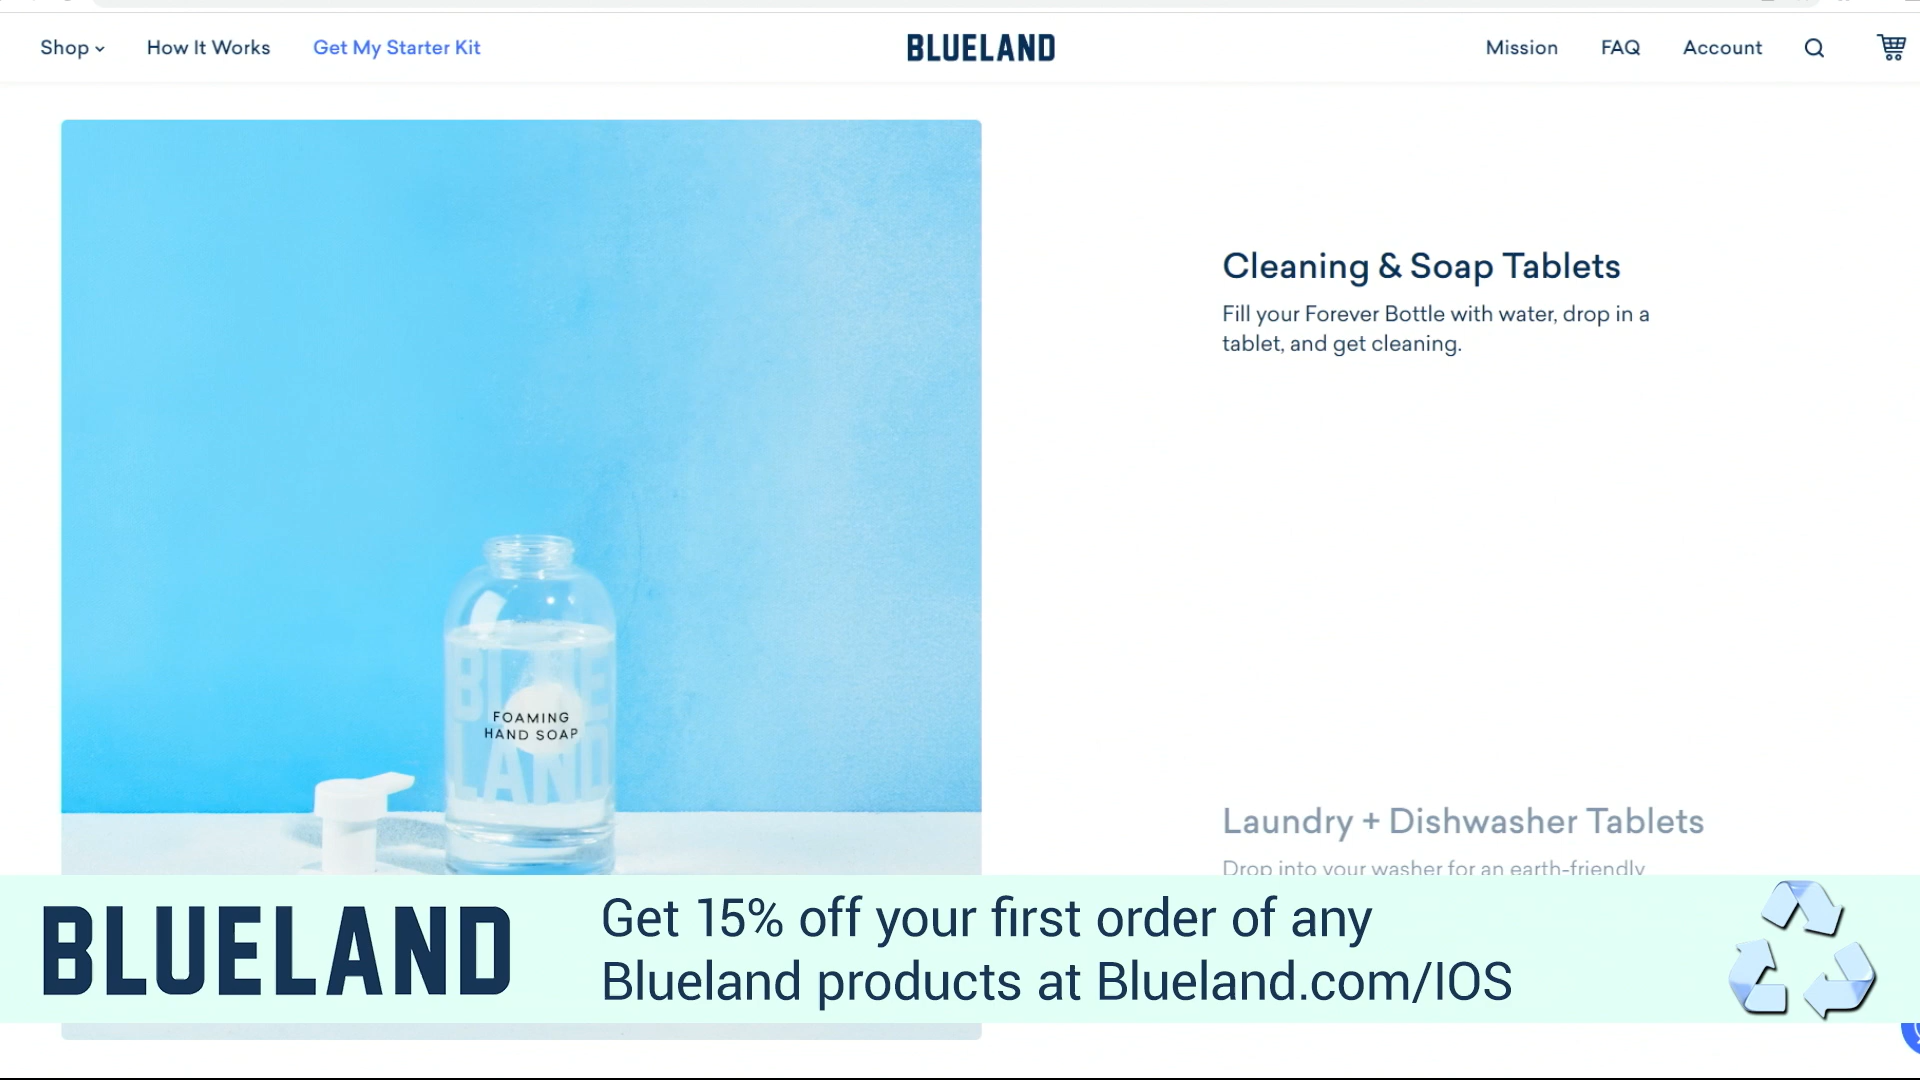 Shop
How It Works
Get My Starter Kit
BLUELAND
Mission
FAQ
Account
Cleaning & Soap Tablets
Fill your Forever Bottle with water, drop in a
tablet, and get cleaning.
BLUE
LAND
FOAMING
HAND SOAP
Laundry + Dishwasher Tablets
Drop into your washer for an earth-friendly
BLUELAND
Get 15% off your first order of any
Blueland products at Blueland.com/IOS